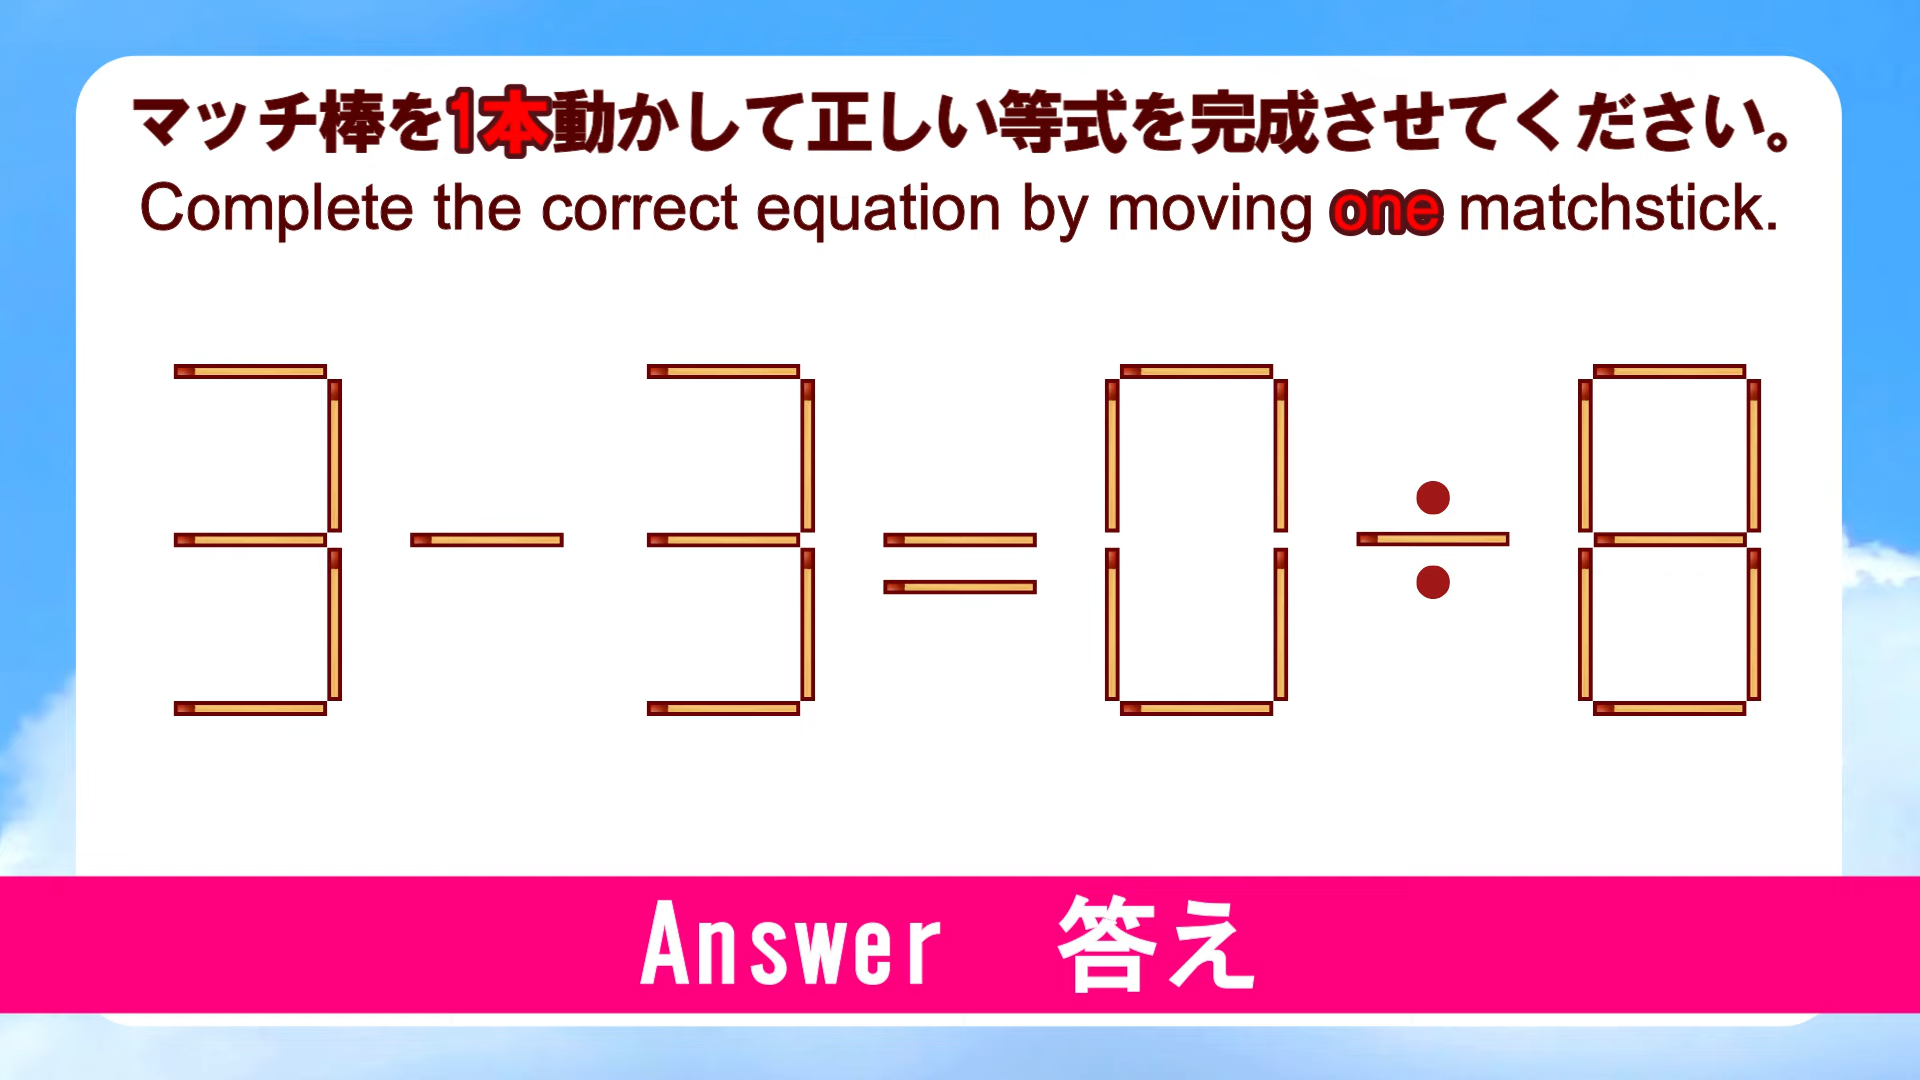 マッチ棒を1本動かして正しい等式を完成させてください。
Complete the correct equation by moving one matchstick.
3-3=0÷8
Answer 答え